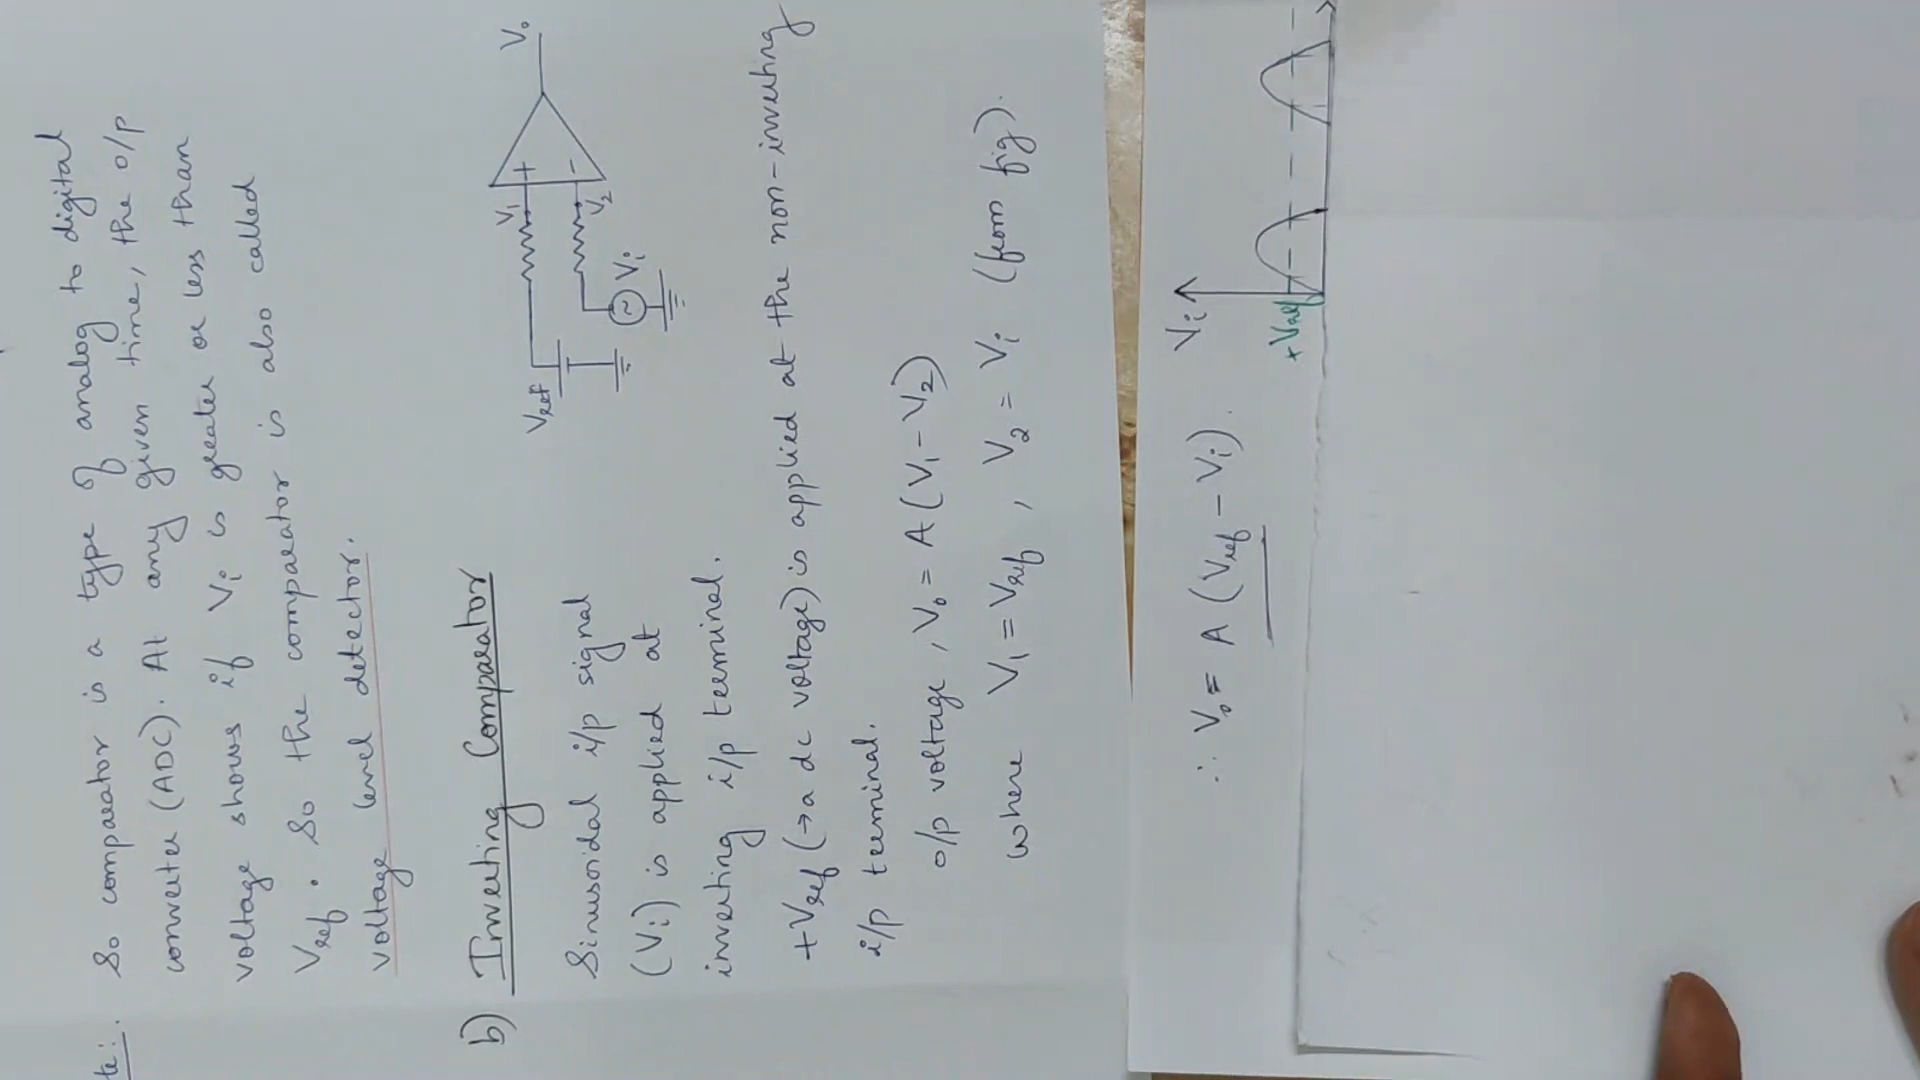 te:. So comparator is a type of analog to digital
converter (ADC). At any given time, the o/p
voltage shows if Vi is greater or less than
Vref. So the comparator is also called
voltage level detector.
b) Inverting Comparator
Sinusoidal i/p signal
(Vi) is applied at
inverting i/p terminal.
Vref
V1
+
-
V2
Vi
~
Vo
+Vref (→a dc voltage) is applied at the non-inverting
i/p terminal.
o/p voltage, Vo = A (V1 - V2)
where V1 = Vref, V2 = Vi (from fig).
∴ Vo = A (Vref - Vi).
Vi
+Vref